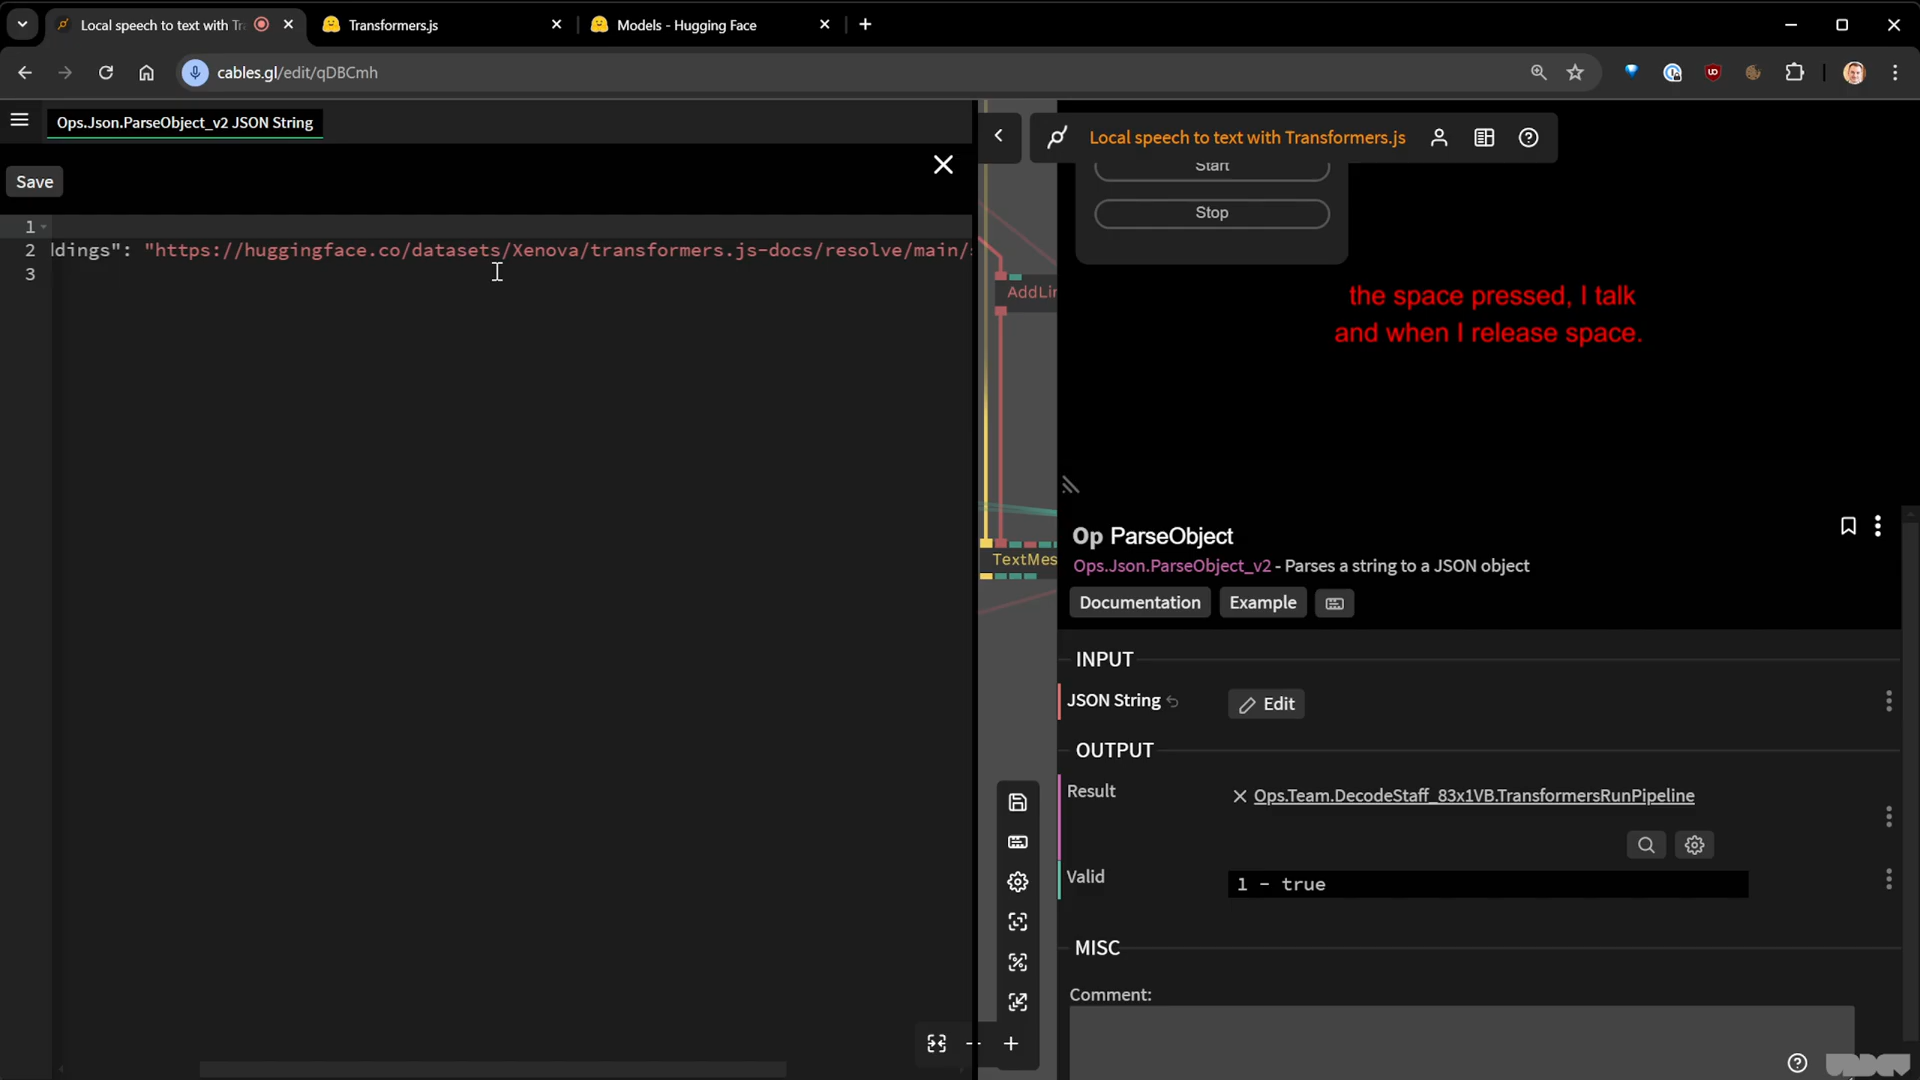 Local speech to text with Tr
Transformers.js
Models - Hugging Face
cables.gl/edit/qDBCmh
Ops.Json.ParseObject_v2 JSON String
Local speech to text with Transformers.js
Save
Start
Stop
1
2 ldings": "https://huggingface.co/datasets/Xenova/transformers.js-docs/resolve/main/
3
AddLin
the space pressed, I talk
and when I release space.
TextMes
Op ParseObject
Ops.Json.ParseObject_v2 - Parses a string to a JSON object
Documentation Example
INPUT
JSON String Edit
OUTPUT
Result Ops.Team.DecodeStaff_83x1VB.TransformersRunPipeline
Valid 1 - true
MISC
Comment: